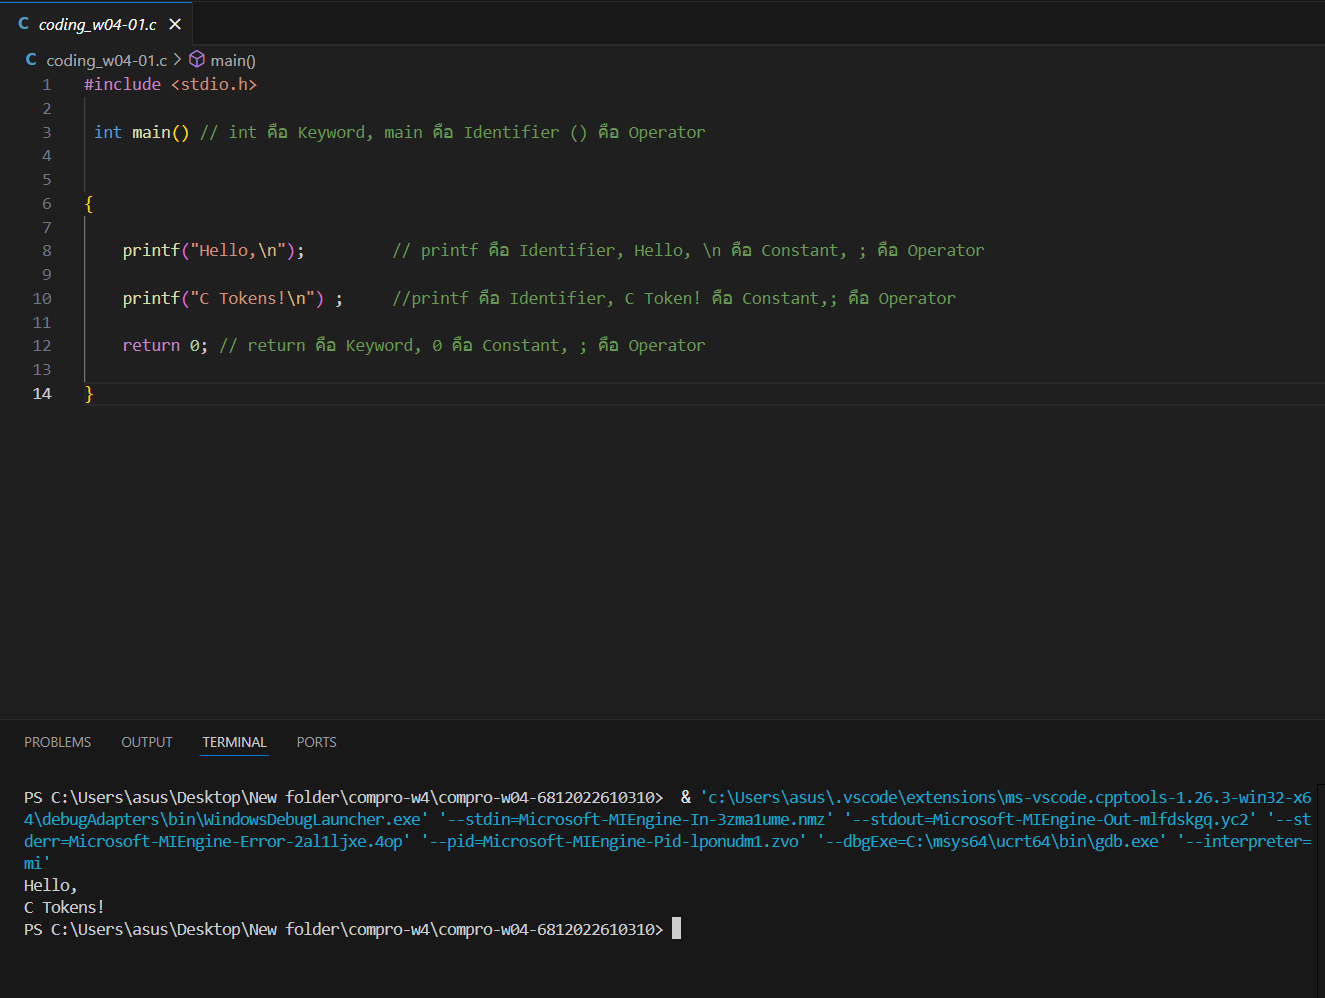 coding_w04-01.c
coding_w04-01.c > main()
1 #include <stdio.h>
2
3 int main() // int คือ Keyword, main คือ Identifier () คือ Operator
4
5
6 {
7
8 printf("Hello,\n"); // printf คือ Identifier, Hello, \n คือ Constant, ; คือ Operator
9
10 printf("C Tokens!\n") ; //printf คือ Identifier, C Token! คือ Constant,; คือ Operator
11
12 return 0; // return คือ Keyword, 0 คือ Constant, ; คือ Operator
13
14 }
PROBLEMS OUTPUT TERMINAL PORTS
PS C:\Users\asus\Desktop\New folder\compro-w4\compro-w04-6812022610310> & 'c:\Users\asus\.vscode\extensions\ms-vscode.cpptools-1.26.3-win32-x6
4\debugAdapters\bin\WindowsDebugLauncher.exe' '--stdin=Microsoft-MIEngine-In-3zma1ume.nmz' '--stdout=Microsoft-MIEngine-Out-mlfdskgq.yc2' '--st
derr=Microsoft-MIEngine-Error-2al1ljxe.4op' '--pid=Microsoft-MIEngine-Pid-lponudm1.zvo' '--dbgExe=C:\msys64\ucrt64\bin\gdb.exe' '--interpreter=
mi'
Hello,
C Tokens!
PS C:\Users\asus\Desktop\New folder\compro-w4\compro-w04-6812022610310>